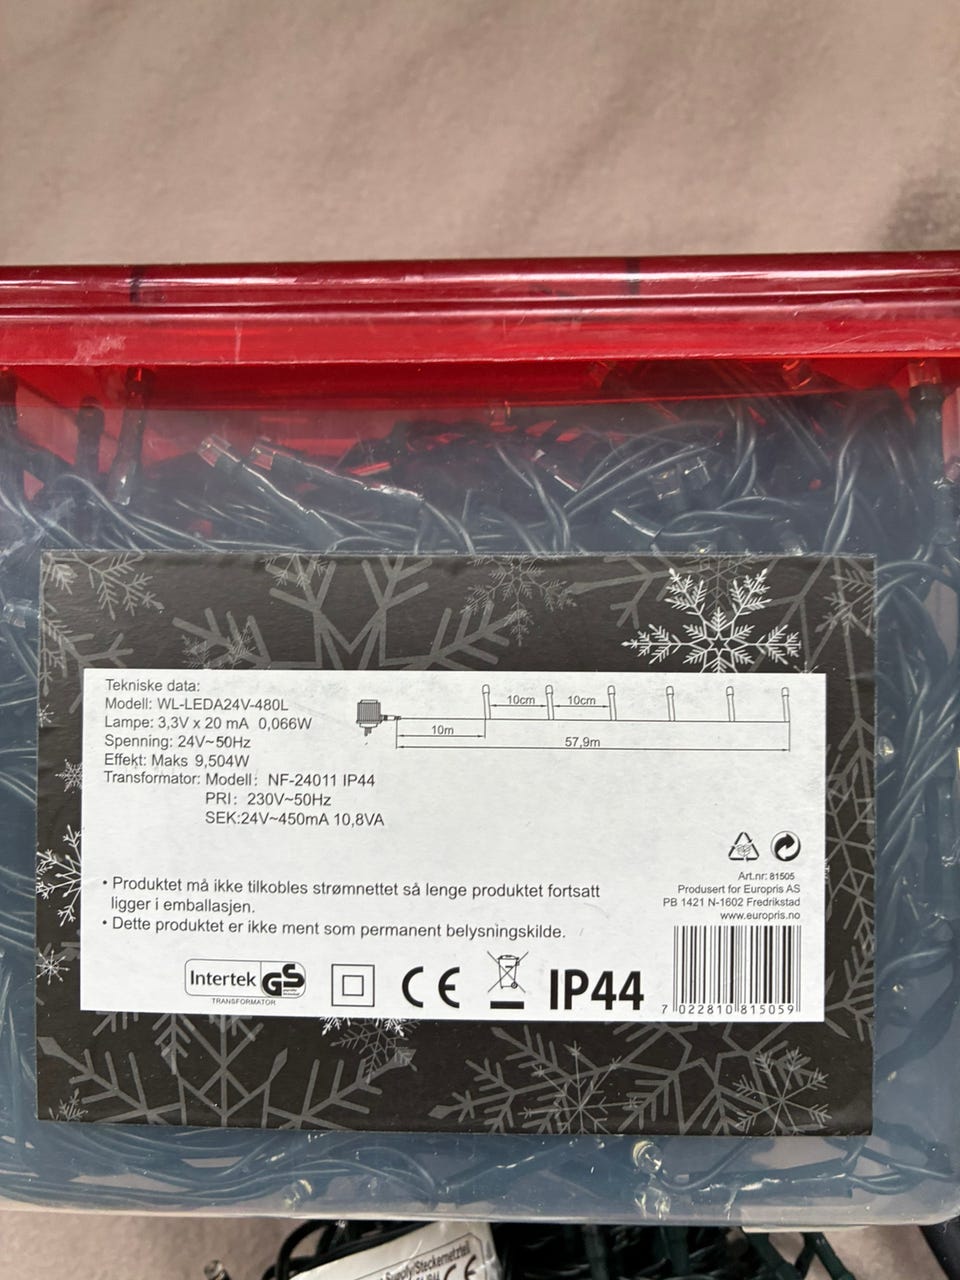 Tekniske data:
Modell: WL-LEDA24V-480L
Lampe: 3,3V x 20 mA 0,066W
Spenning: 24V~50Hz
Effekt: Maks 9,504W
Transformator: Modell: NF-24011 IP44
PRI: 230V~50Hz
SEK:24V~450mA 10,8VA
10cm 10cm
10m
57,9m
• Produktet må ikke tilkobles strømnettet så lenge produktet fortsatt
ligger i emballasjen.
• Dette produktet er ikke ment som permanent belysningskilde.
Art.nr: 81505
Produsert for Europris AS
PB 1421 N-1602 Fredrikstad
www.europris.no
Intertek GS
TRANSFORMATOR
CE
IP44
7 022810 815059
Supply/Steckernetzteil
CE